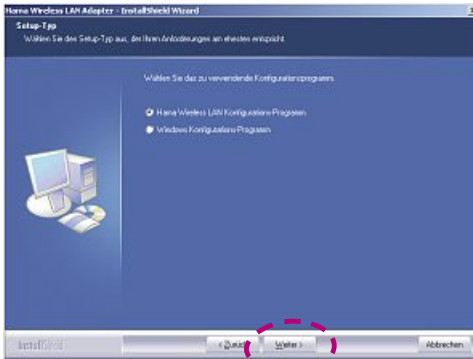 Hama Wireless LAN Adapter - InstallShield Wizard
Setup-Typ
Wählen Sie den Setup-Typ aus, der Ihren Anforderungen am ehesten entspricht.
Wählen Sie das zu verwendende Konfigurationsprogramm.
Hama Wireless LAN Konfigurations-Programm
Windows Konfigurations-Programm
InstallShield
< Zurück Weiter > Abbrechen